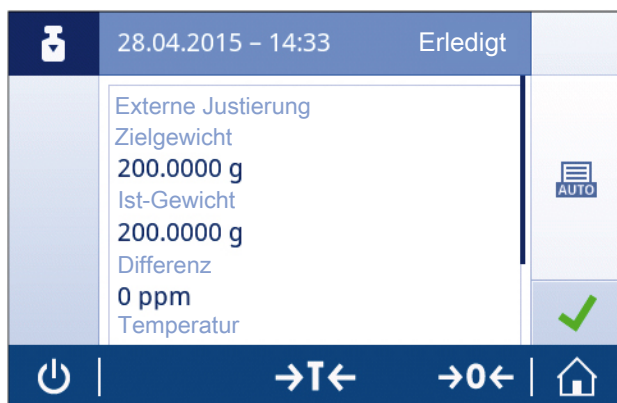 28.04.2015 – 14:33 Erledigt
Externe Justierung
Zielgewicht
200.0000 g
Ist-Gewicht
200.0000 g
Differenz
0 ppm
Temperatur
AUTO
→T← →0←